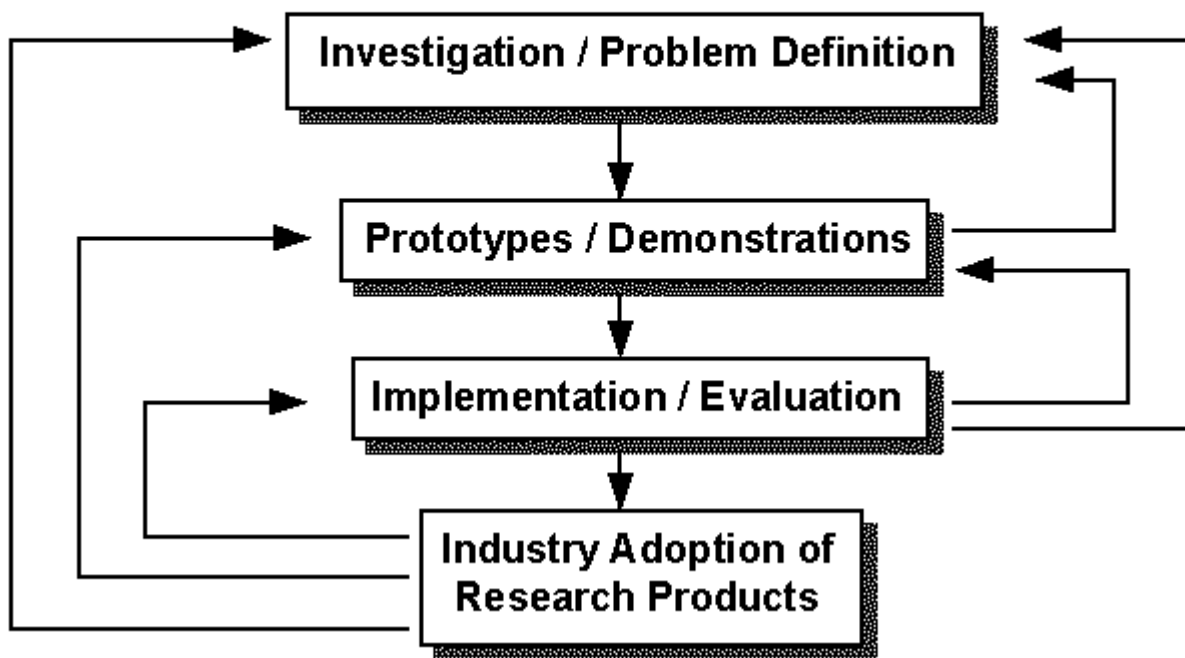 Investigation / Problem Definition
Prototypes / Demonstrations
Implementation / Evaluation
Industry Adoption of
Research Products